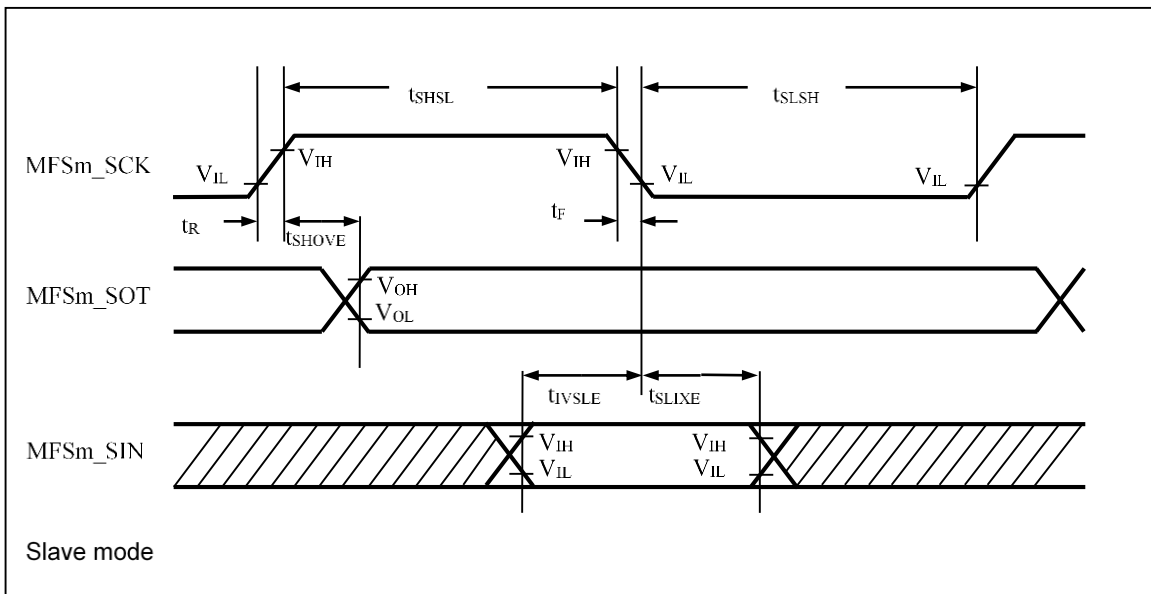 tSHSL tSLSH
MFSm_SCK VIL VIH VIH VIL VIL
tR tSHOVE tF
MFSm_SOT VOH
VOL
tIVSLE tSLIXE
MFSm_SIN VIH VIH
VIL VIL
Slave mode